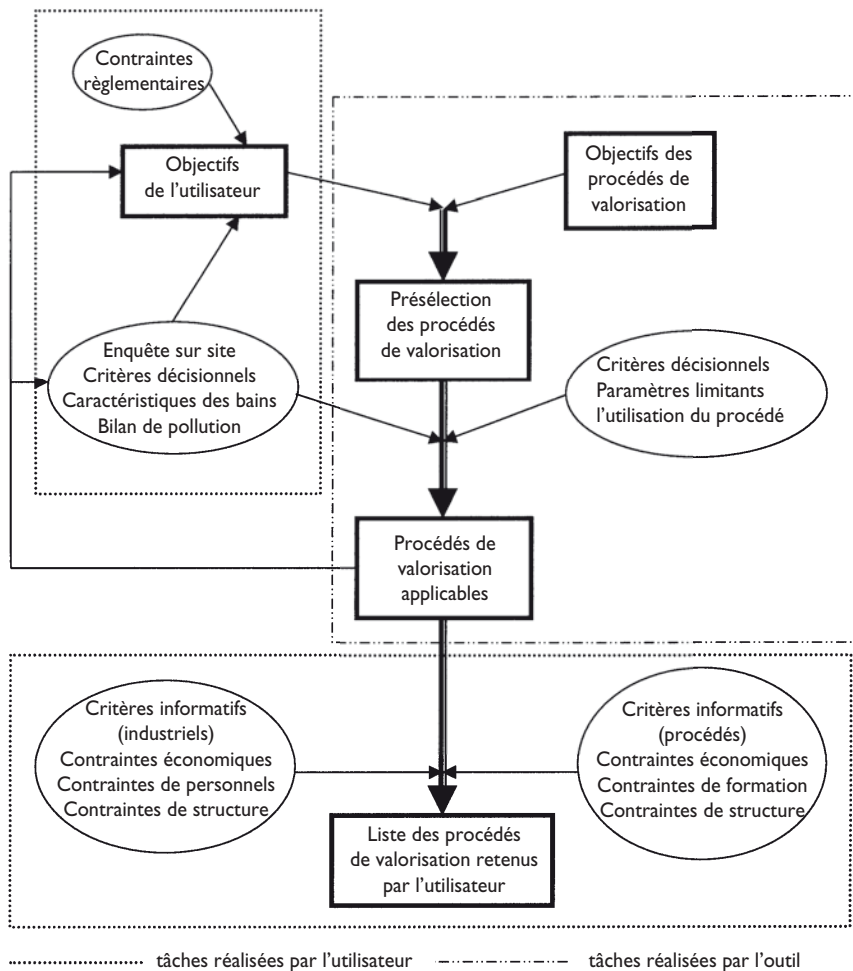 Contraintes
règlementaires
Objectifs
de l'utilisateur
Objectifs des
procédés de
valorisation
Présélection
des procédés
de valorisation
Enquête sur site
Critères décisionnels
Caractéristiques des bains
Bilan de pollution
Critères décisionnels
Paramètres limitants
l'utilisation du procédé
Procédés de
valorisation
applicables
Critères informatifs
(industriels)
Contraintes économiques
Contraintes de personnels
Contraintes de structure
Critères informatifs
(procédés)
Contraintes économiques
Contraintes de formation
Contraintes de structure
Liste des procédés
de valorisation retenus
par l'utilisateur
tâches réalisées par l'utilisateur
tâches réalisées par l'outil